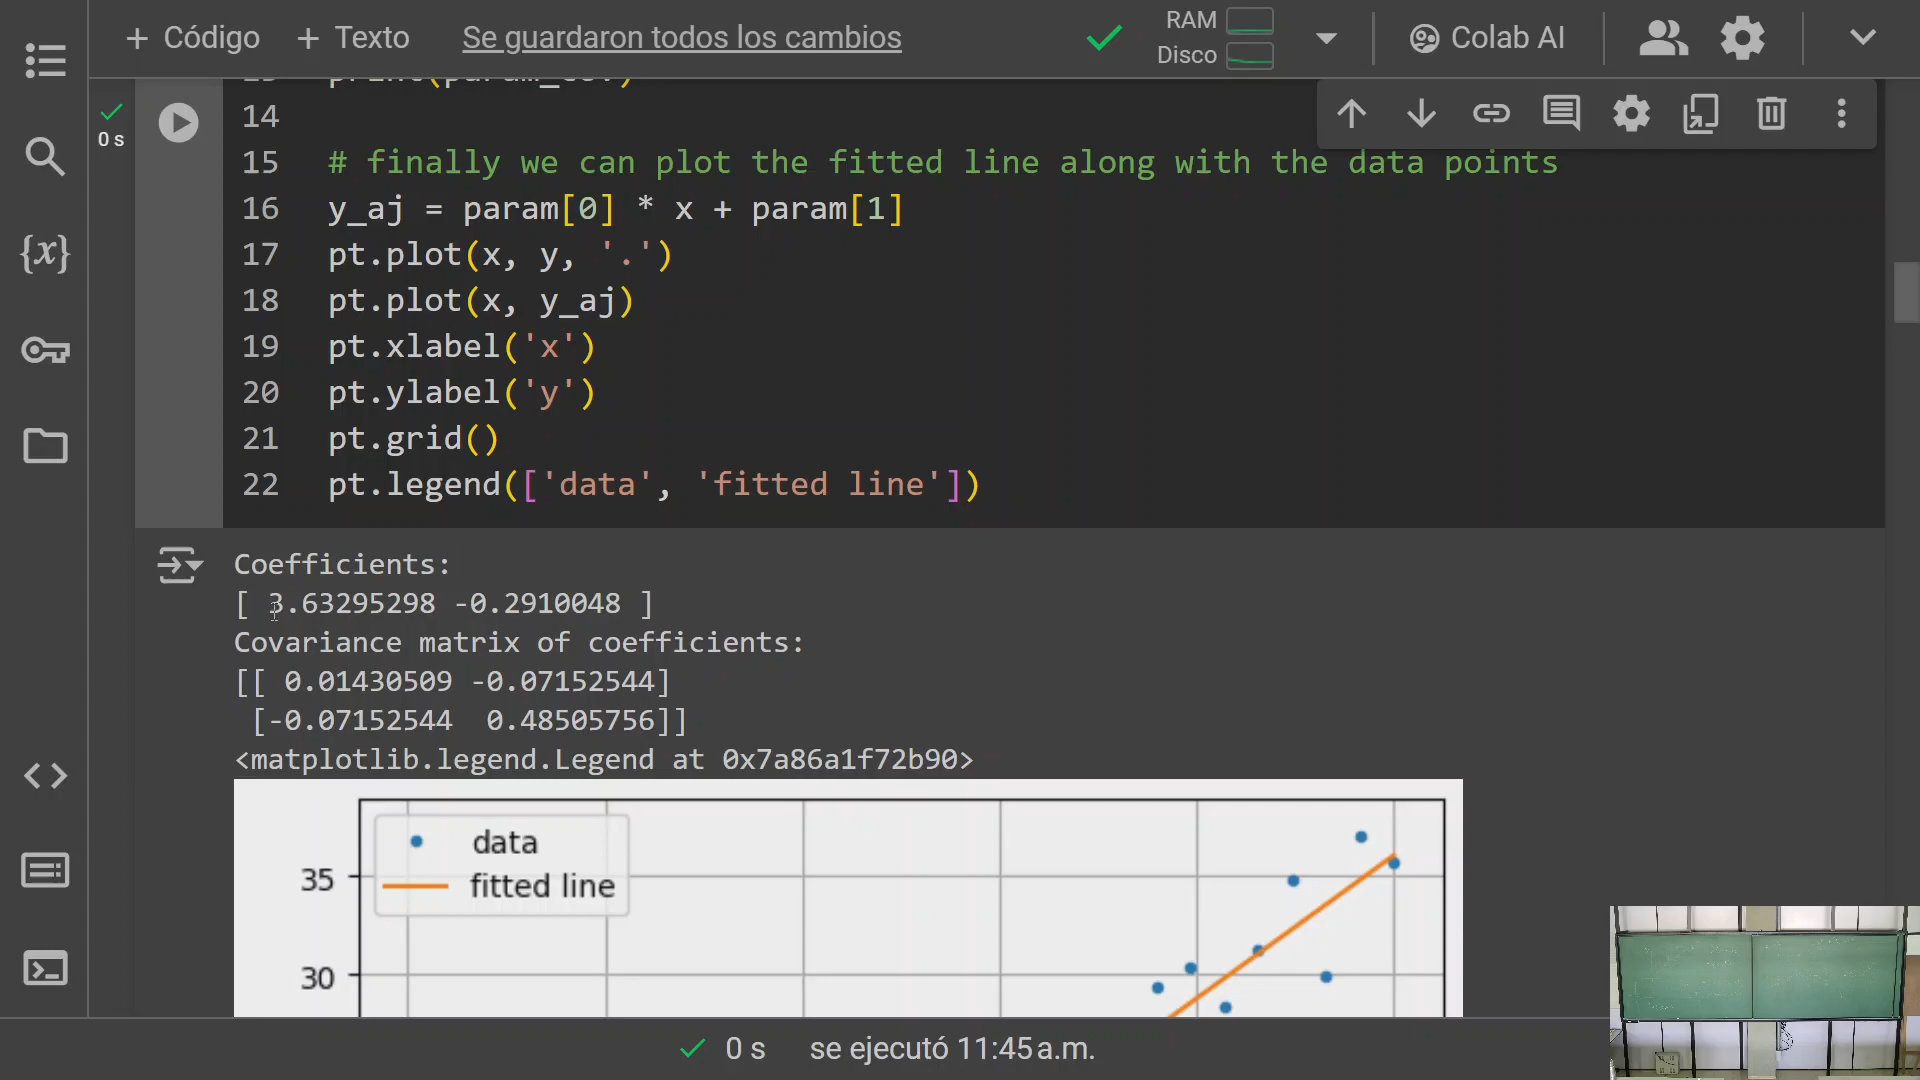 + Código + Texto Se guardaron todos los cambios RAM Disco Colab AI
0 s
14
15 # finally we can plot the fitted line along with the data points
16 y_aj = param[0] * x + param[1]
17 pt.plot(x, y, '.')
18 pt.plot(x, y_aj)
19 pt.xlabel('x')
20 pt.ylabel('y')
21 pt.grid()
22 pt.legend(['data', 'fitted line'])
Coefficients:
[ 3.63295298 -0.2910048 ]
Covariance matrix of coefficients:
[[ 0.01430509 -0.07152544]
[-0.07152544 0.48505756]]
<matplotlib.legend.Legend at 0x7a86a1f72b90>
data
fitted line
35
30
0 s se ejecutó 11:45 a.m.